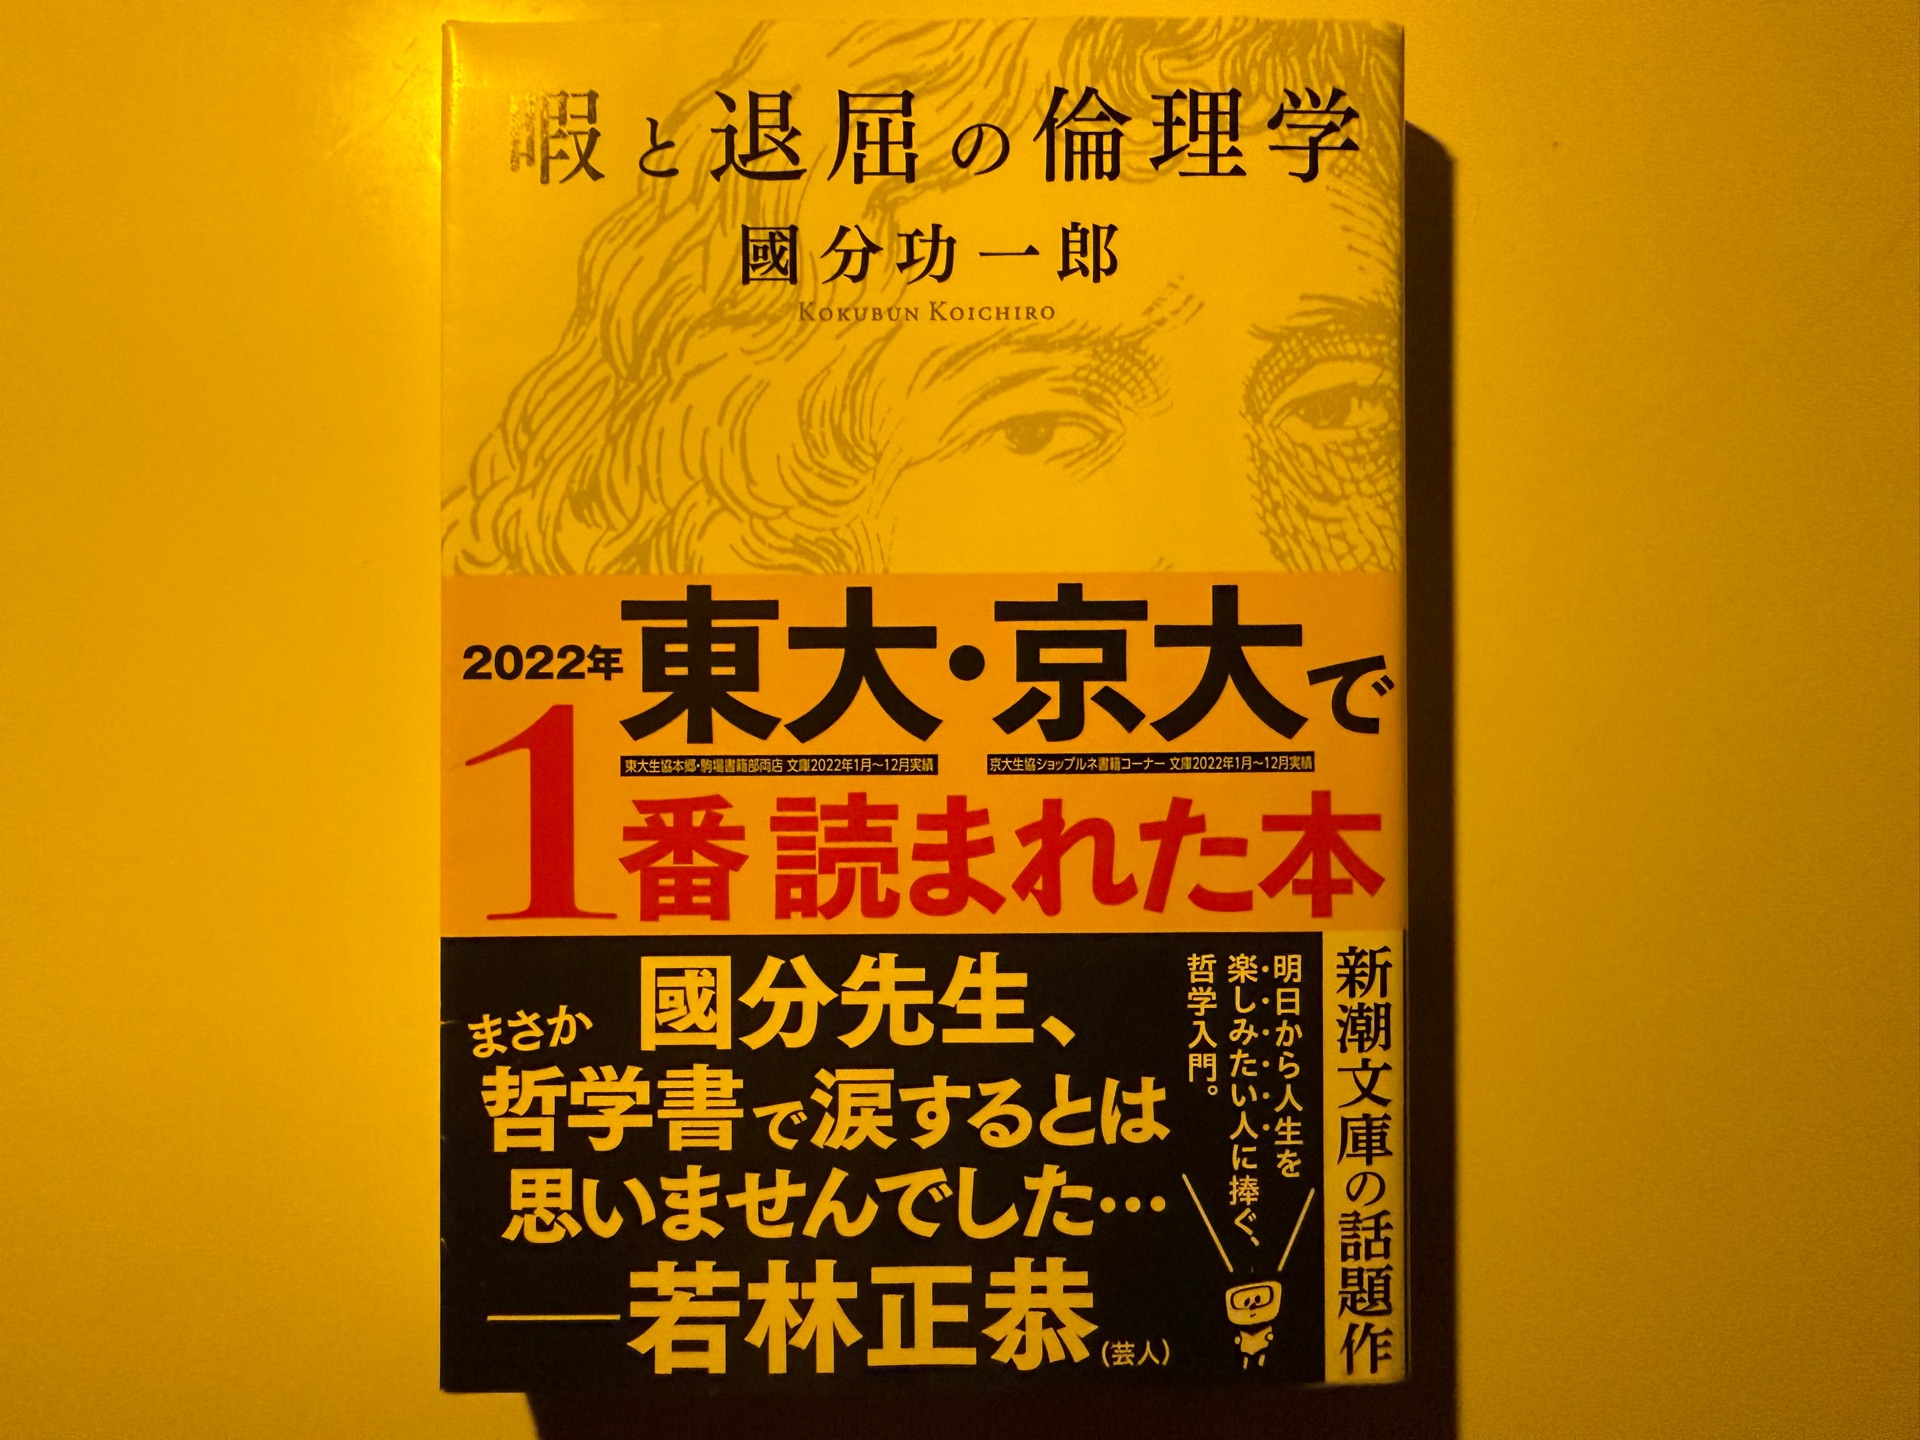 暇と退屈の倫理学
國分功一郎
KOKUBUN KOICHIRO
2022年東大・京大で
東大生協本郷・駒場書籍部両店 文庫2022年1月〜12月実績
京大生協ショップルネ書籍コーナー 文庫2022年1月〜12月実績
1番読まれた本
まさか國分先生、
哲学書で涙するとは
思いませんでした…
──若林正恭(芸人)
明日から人生を
楽しみたい人に捧ぐ、
哲学入門。
新潮文庫の話題作